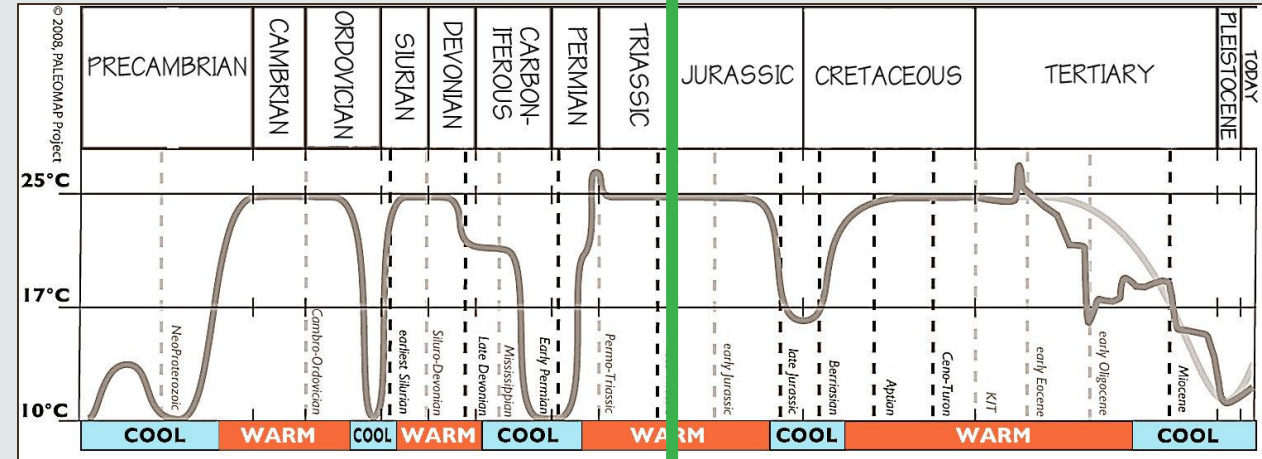 © 2008, PALEOMAP Project
PRECAMBRIAN
CAMBRIAN
ORDOVICIAN
SIURIAN
DEVONIAN
CARBON-
IFEROUS
PERMIAN
TRIASSIC
JURASSIC
CRETACEOUS
TERTIARY
PLEISTOCENE
TODAY
25°C
17°C
10°C
NeoPraterazoic
Cambro-Ordovician
earliest Silurian
Siluro-Devonian
Late Devonian
Mississippian
Early Permian
Permo-Triassic
early Jurassic
late Jurassic
Berriasian
Aptian
Ceno-Turon
K/T
early Eocene
early Oligocene
Miocene
COOL
WARM
COOL
WARM
COOL
WARM
COOL
WARM
COOL